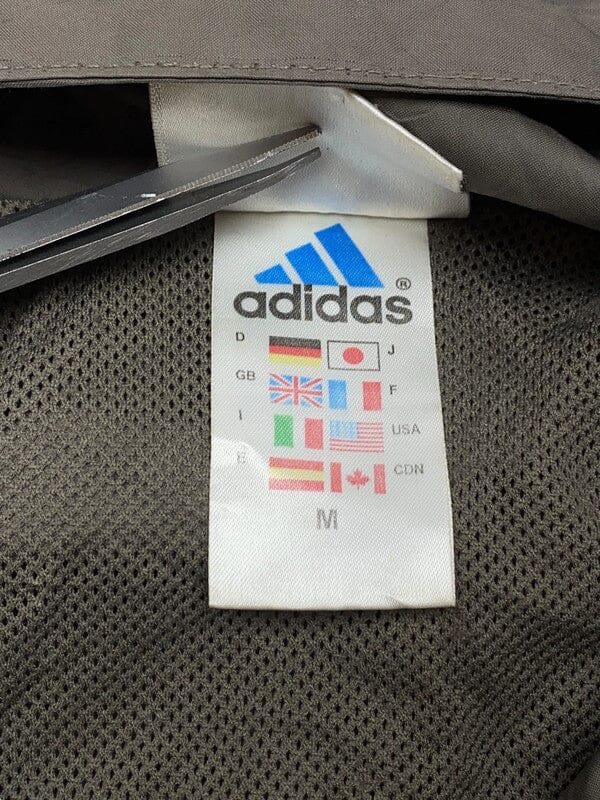 adidas®
D J
GB F
I USA
E CDN
M